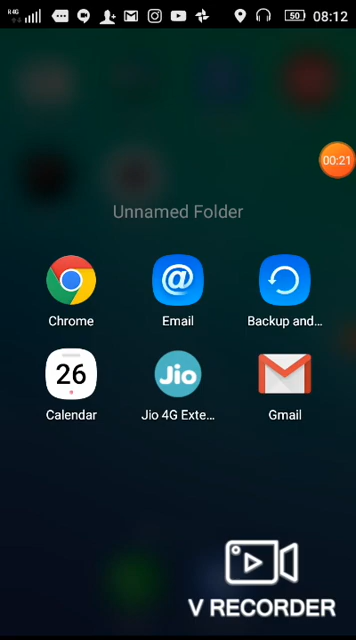 R4G 50 08:12
00:21
Unnamed Folder
@
Chrome Email Backup and...
26 Jio
Calendar Jio 4G Exte... Gmail
V RECORDER